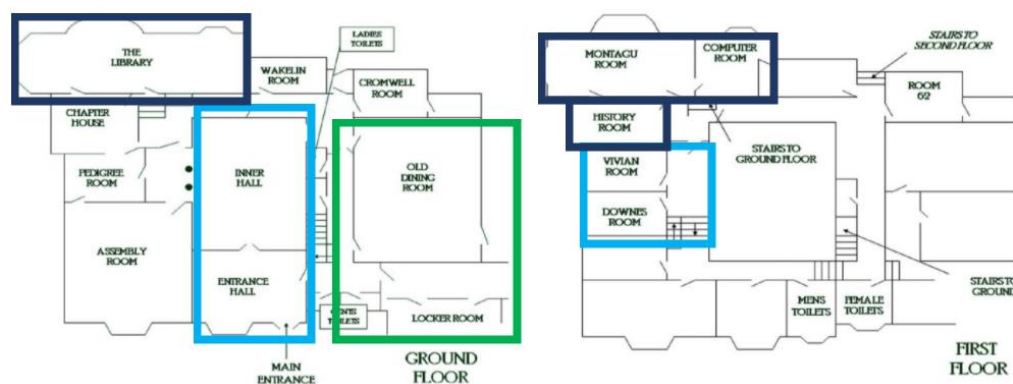 THE
LIBRARY
LADIES
TOILETS
WAKELIN
ROOM
CROMWELL
ROOM
CHAPTER
HOUSE
PEDIGREE
ROOM
INNER
HALL
OLD
DINING
ROOM
ASSEMBLY
ROOM
ENTRANCE
HALL
GENTS
TOILETS
LOCKER ROOM
MAIN
ENTRANCE
GROUND
FLOOR
MONTAGU
ROOM
COMPUTER
ROOM
STAIRS TO
SECOND FLOOR
ROOM
62
HISTORY
ROOM
STAIRS TO
GROUND FLOOR
VIVIAN
ROOM
DOWNES
ROOM
STAIRS TO
GROUND
MENS
TOILETS
FEMALE
TOILETS
FIRST
FLOOR